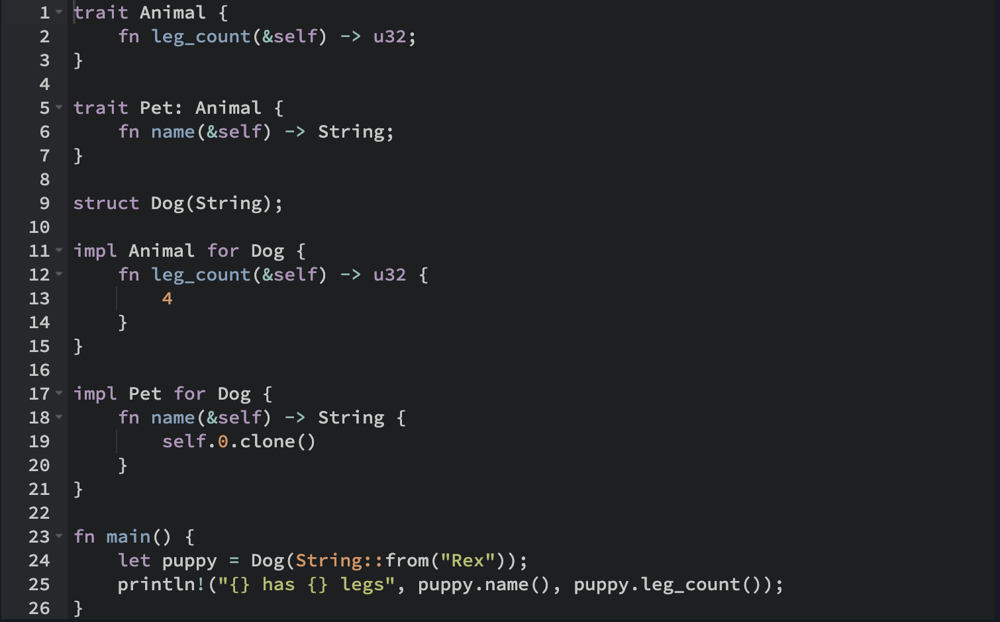 1 trait Animal {
2     fn leg_count(&self) -> u32;
3 }
4
5 trait Pet: Animal {
6     fn name(&self) -> String;
7 }
8
9 struct Dog(String);
10
11 impl Animal for Dog {
12     fn leg_count(&self) -> u32 {
13         4
14     }
15 }
16
17 impl Pet for Dog {
18     fn name(&self) -> String {
19         self.0.clone()
20     }
21 }
22
23 fn main() {
24     let puppy = Dog(String::from("Rex"));
25     println!("{} has {} legs", puppy.name(), puppy.leg_count());
26 }